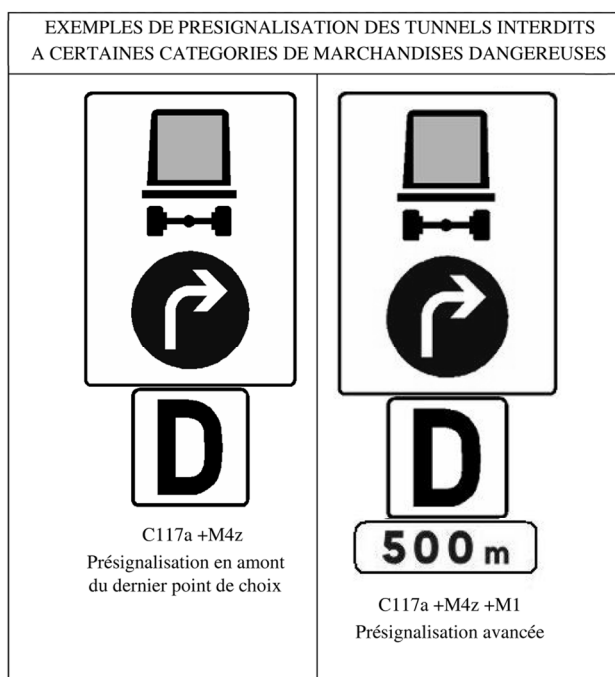 EXEMPLES DE PRESIGNALISATION DES TUNNELS INTERDITS
A CERTAINES CATEGORIES DE MARCHANDISES DANGEREUSES
D
C117a +M4z
Présignalisation en amont
du dernier point de choix
D
500 m
C117a +M4z +M1
Présignalisation avancée